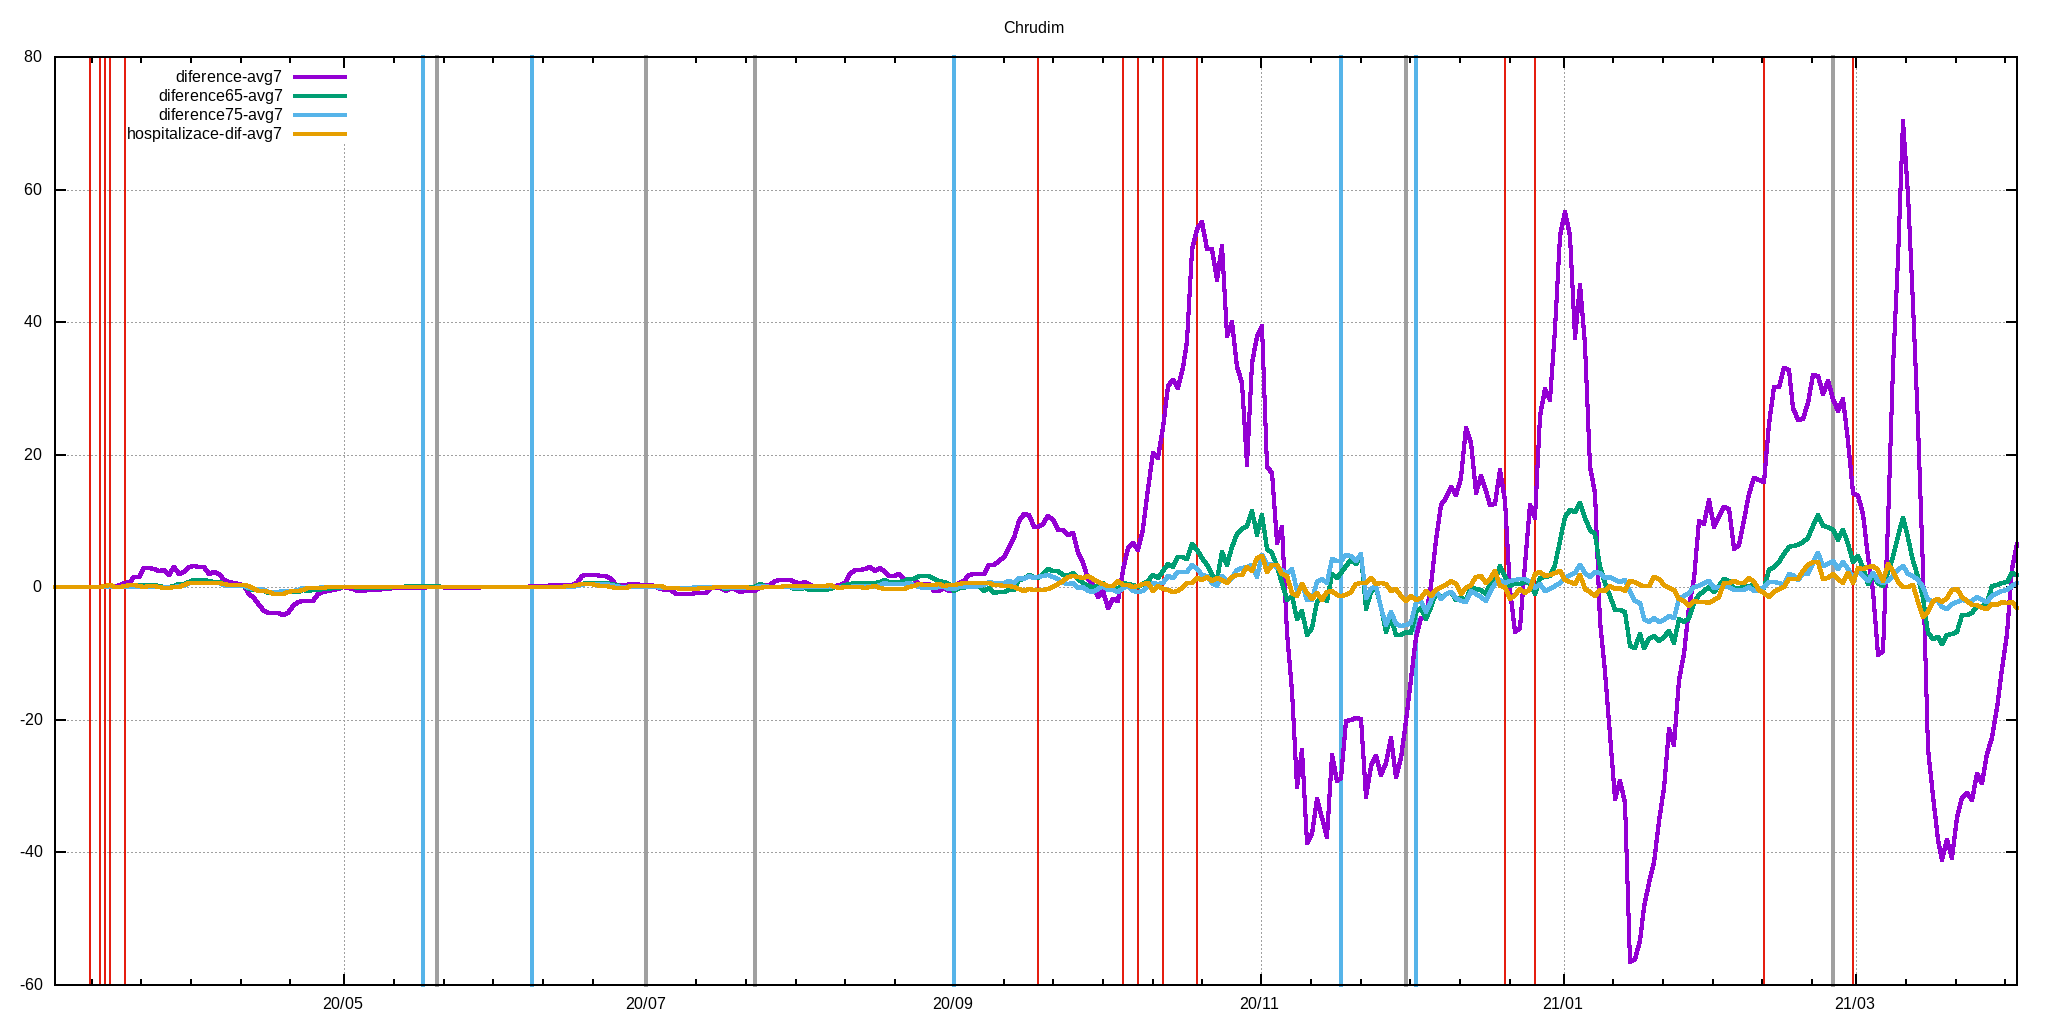 Chrudim
80
60
40
20
0
-20
-40
-60
diference-avg7
diference65-avg7
diference75-avg7
hospitalizace-dif-avg7
20/05
20/07
20/09
20/11
21/01
21/03